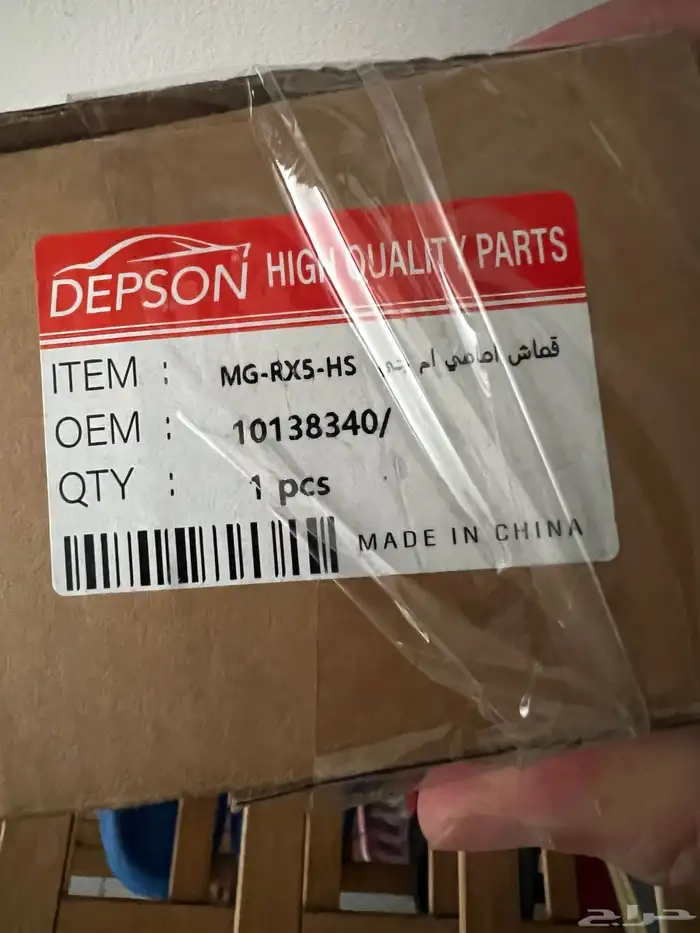 DEPSON HIGH QUALITY PARTS
ITEM : MG-RX5-HS قماش امامي ام جي
OEM : 10138340/
QTY : 1 pcs
MADE IN CHINA
حراج